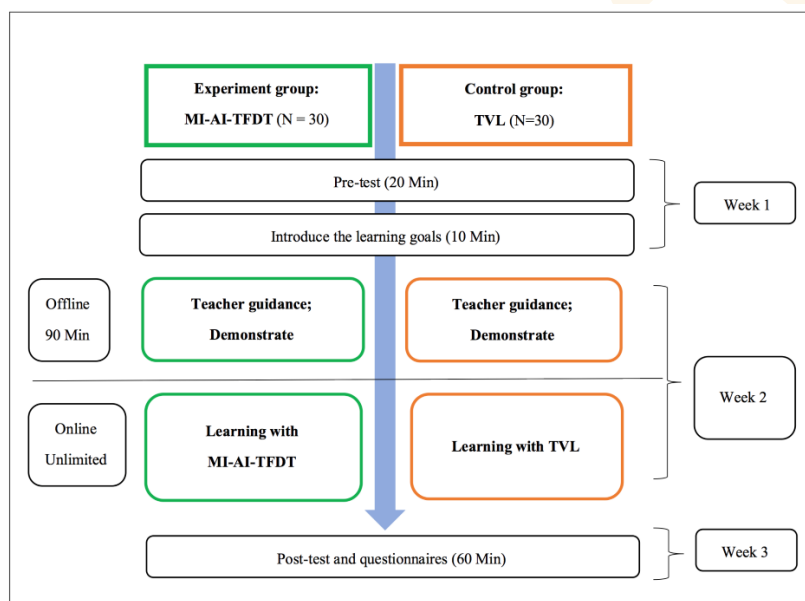 Experiment group:
MI-AI-TFDT (N = 30)
Control group:
TVL (N=30)
Pre-test (20 Min)
Week 1
Introduce the learning goals (10 Min)
Offline
90 Min
Teacher guidance;
Demonstrate
Teacher guidance;
Demonstrate
Week 2
Online
Unlimited
Learning with
MI-AI-TFDT
Learning with TVL
Post-test and questionnaires (60 Min)
Week 3